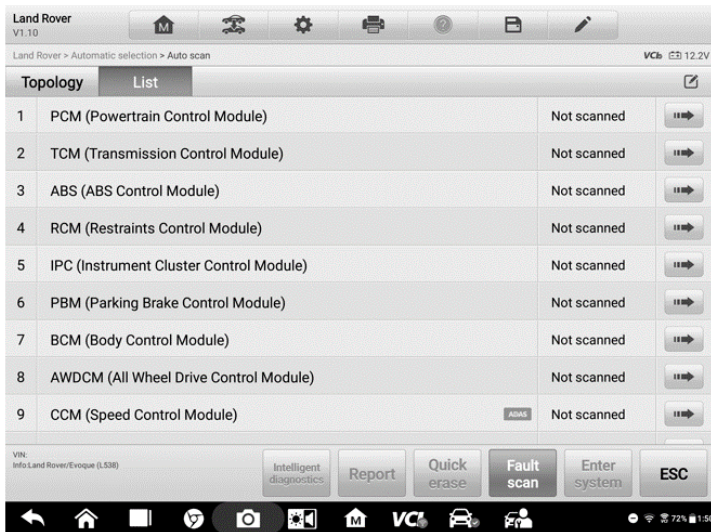 Land Rover
V1.10
M
?
Land Rover > Automatic selection > Auto scan
VCI 12.2V
Topology List
1 PCM (Powertrain Control Module) Not scanned
2 TCM (Transmission Control Module) Not scanned
3 ABS (ABS Control Module) Not scanned
4 RCM (Restraints Control Module) Not scanned
5 IPC (Instrument Cluster Control Module) Not scanned
6 PBM (Parking Brake Control Module) Not scanned
7 BCM (Body Control Module) Not scanned
8 AWDCM (All Wheel Drive Control Module) Not scanned
9 CCM (Speed Control Module) ADAS Not scanned
VIN:
Info:Land Rover/Evoque (L538)
Intelligent
diagnostics
Report
Quick
erase
Fault
scan
Enter
system
ESC
M VCI 72% 1:50